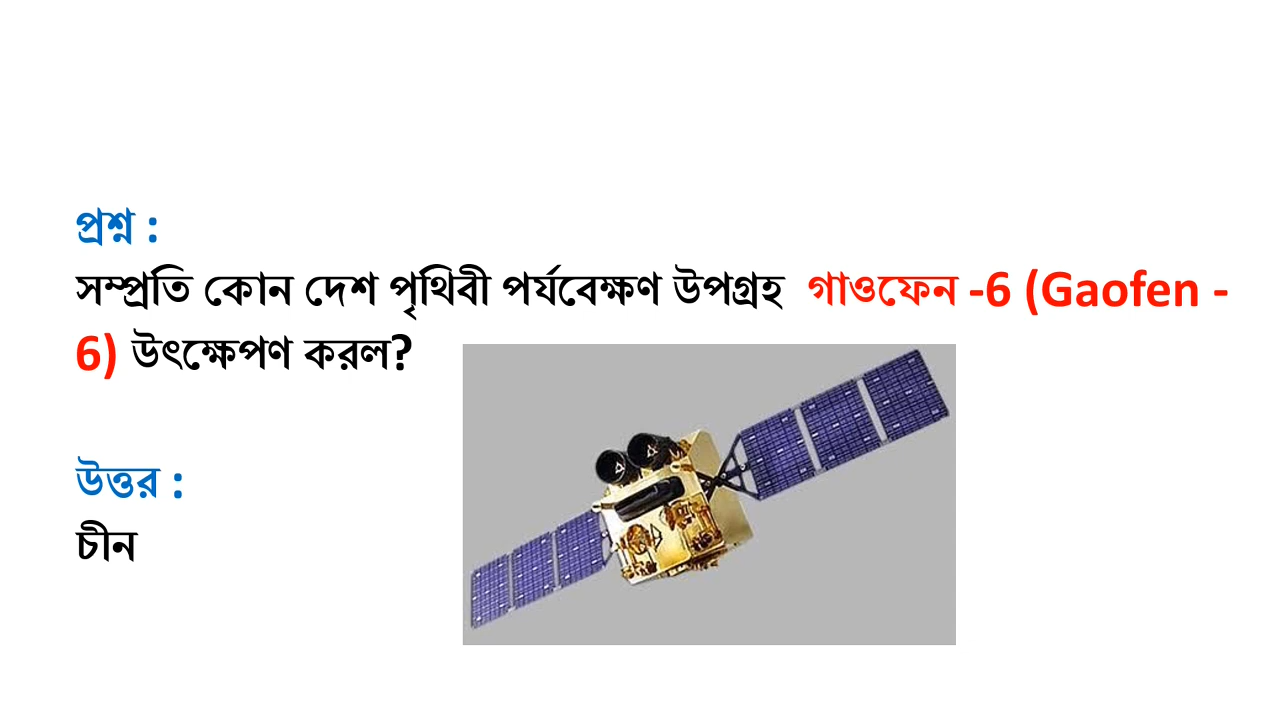 প্রশ্ন :
সম্প্রতি কোন দেশ পৃথিবী পর্যবেক্ষণ উপগ্রহ গাওফেন -6 (Gaofen -
6) উৎক্ষেপণ করল?
উত্তর :
চীন